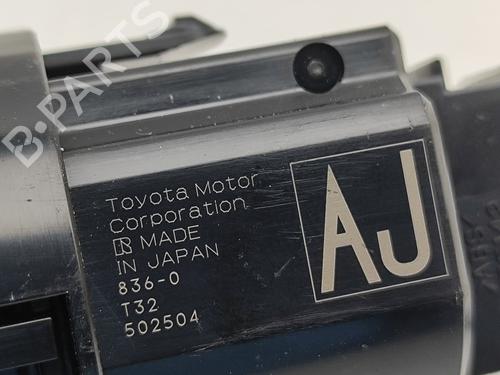 B-PARTS
Toyota Motor
Corporation
MADE
IN JAPAN
836-0
T32
502504
AJ